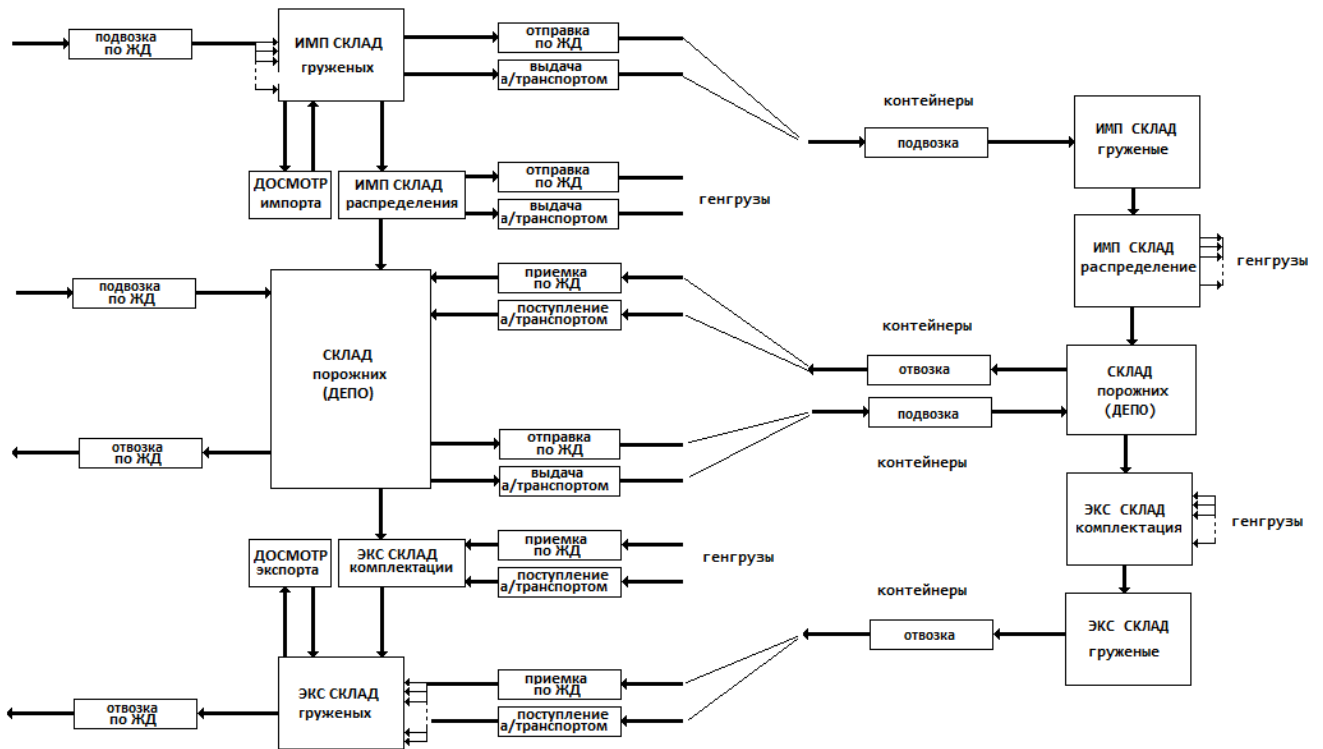 подвозка
по ЖД
ИМП СКЛАД
груженых
отправка
по ЖД
выдача
а/транспортом
контейнеры
подвозка
ИМП СКЛАД
груженые
ДОСМОТР
импорта
ИМП СКЛАД
распределения
отправка
по ЖД
выдача
а/транспортом
генгрузы
ИМП СКЛАД
распределение
генгрузы
подвозка
по ЖД
СКЛАД
порожних
(ДЕПО)
приемка
по ЖД
поступление
а/транспортом
контейнеры
отвозка
СКЛАД
порожних
(ДЕПО)
подвозка
контейнеры
отвозка
по ЖД
отправка
по ЖД
выдача
а/транспортом
ЭКС СКЛАД
комплектация
генгрузы
ДОСМОТР
экспорта
ЭКС СКЛАД
комплектации
приемка
по ЖД
поступление
а/транспортом
генгрузы
контейнеры
отвозка
ЭКС СКЛАД
груженые
отвозка
по ЖД
ЭКС СКЛАД
груженых
приемка
по ЖД
поступление
а/транспортом